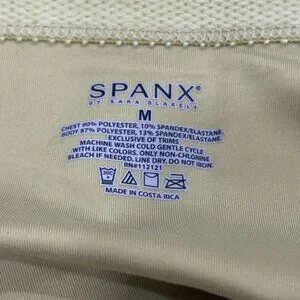 SPANX®
BY SARA BLAKELY
M
CHEST 90% POLYESTER, 10% SPANDEX/ELASTANE.
BODY 87% POLYESTER, 13% SPANDEX/ELASTANE,
EXCLUSIVE OF TRIMS
MACHINE WASH COLD GENTLE CYCLE
WITH LIKE COLORS. ONLY NON-CHLORINE
BLEACH IF NEEDED. LINE DRY. DO NOT IRON.
RN#112121
30C
MADE IN COSTA RICA